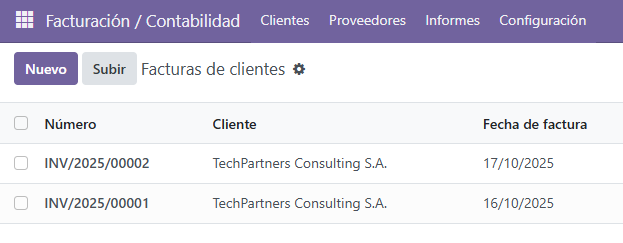 Facturación / Contabilidad Clientes Proveedores Informes Configuración
Nuevo Subir Facturas de clientes
Número Cliente Fecha de factura
INV/2025/00002 TechPartners Consulting S.A. 17/10/2025
INV/2025/00001 TechPartners Consulting S.A. 16/10/2025